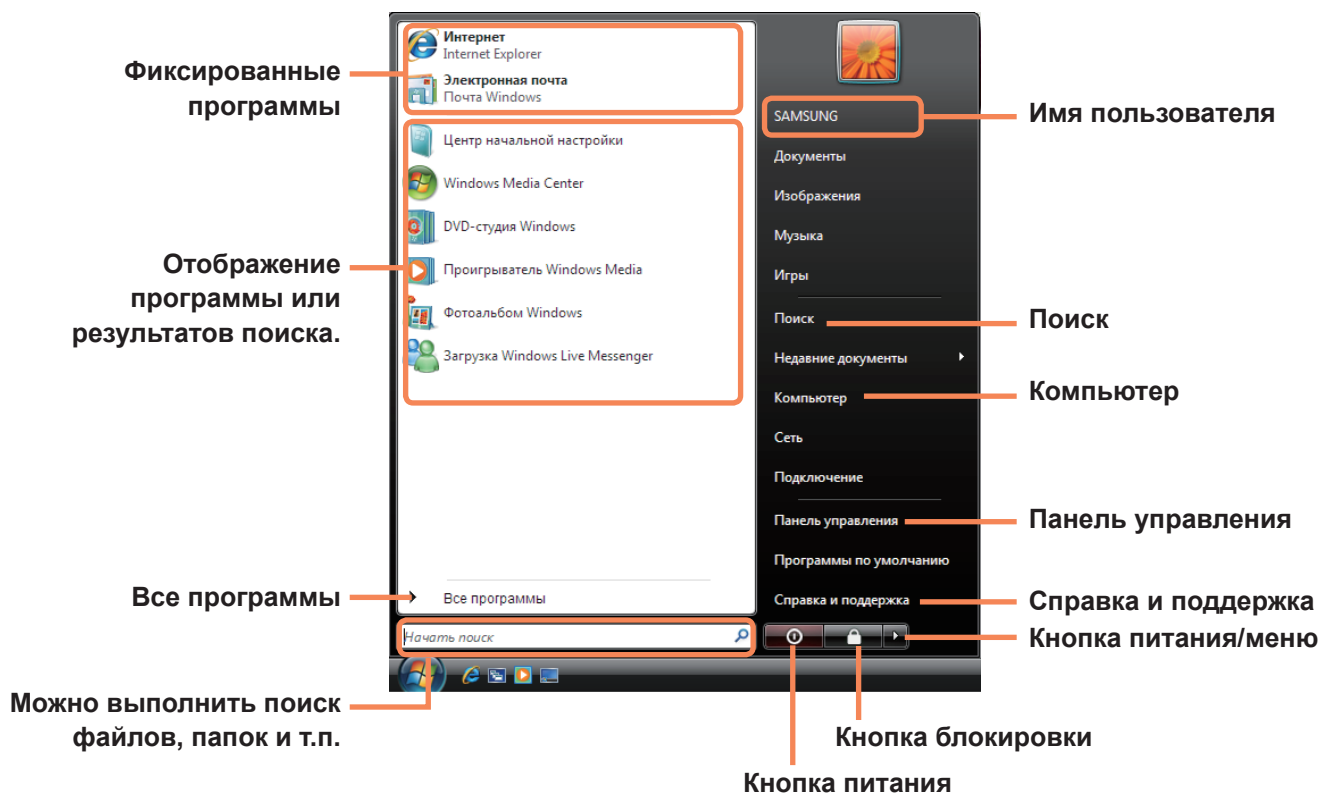 Фиксированные
программы
Отображение
программы или
результатов поиска.
Все программы
Можно выполнить поиск
файлов, папок и т.п.
Интернет
Internet Explorer
Электронная почта
Почта Windows
Центр начальной настройки
Windows Media Center
DVD-студия Windows
Проигрыватель Windows Media
Фотоальбом Windows
Загрузка Windows Live Messenger
Все программы
Начать поиск
SAMSUNG
Документы
Изображения
Музыка
Игры
Поиск
Недавние документы
Компьютер
Сеть
Подключение
Панель управления
Программы по умолчанию
Справка и поддержка
Имя пользователя
Поиск
Компьютер
Панель управления
Справка и поддержка
Кнопка питания/меню
Кнопка блокировки
Кнопка питания